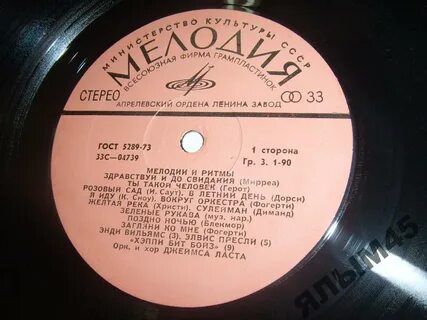 МИНИСТЕРСТВО КУЛЬТУРЫ СССР
МЕЛОДИЯ
ВСЕСОЮЗНАЯ ФИРМА ГРАМПЛАСТИНОК
СТЕРЕО
33
АПРЕЛЕВСКИЙ ОРДЕНА ЛЕНИНА ЗАВОД
ГОСТ 5289-73
33С—04739
1 сторона
Гр. 3. 1-90
МЕЛОДИИ И РИТМЫ
ЗДРАВСТВУЙ И ДО СВИДАНИЯ (Мирреа)
ТЫ ТАКОЙ ЧЕЛОВЕК (Герот)
РОЗОВЫЙ САД (И. Саут), В ЛЕТНИЙ ДЕНЬ (Дорси)
Я ИДУ (К. Сноу), ВОКРУГ ОРКЕСТРА (Фогерти)
ЖЕЛТАЯ РЕКА (Христи), СУЛЕЙМАН (Диманд)
ЗЕЛЕНЫЕ РУКАВА (муз. нар.)
ПОЗДНО НОЧЬЮ (Блекмор)
ЗАГЛЯНИ КО МНЕ (Фогерти)
ЭНДИ ВИЛЬЯМС (3), ЭЛВИС ПРЕСЛИ (5)
«ХЭППИ БИТ БОЙЗ» (9)
Орк. и хор ДЖЕЙМСА ЛАСТА
ЯЛЫМ45